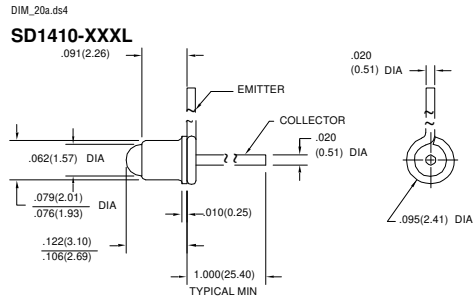 DIM_20a.ds4
SD1410-XXXL
.091(2.26)
.020
(0.51) DIA
EMITTER
COLLECTOR
.020
(0.51) DIA
.062(1.57) DIA
.079(2.01)
.076(1.93)
DIA
.010(0.25)
.095(2.41) DIA
.122(3.10)
.106(2.69)
1.000(25.40)
TYPICAL MIN